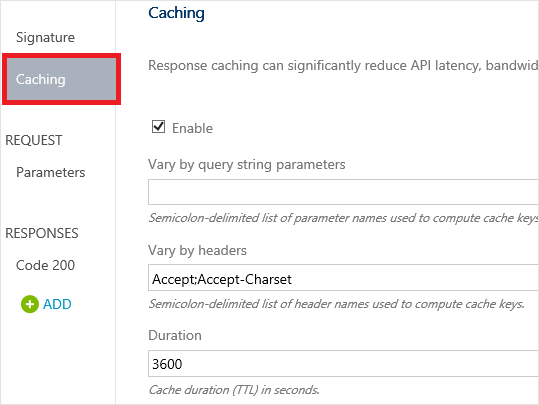 Signature
Caching
REQUEST
Parameters
RESPONSES
Code 200
ADD
Caching
Response caching can significantly reduce API latency, bandwid
Enable
Vary by query string parameters
Semicolon-delimited list of parameter names used to compute cache keys
Vary by headers
Accept;Accept-Charset
Semicolon-delimited list of header names used to compute cache keys.
Duration
3600
Cache duration (TTL) in seconds.